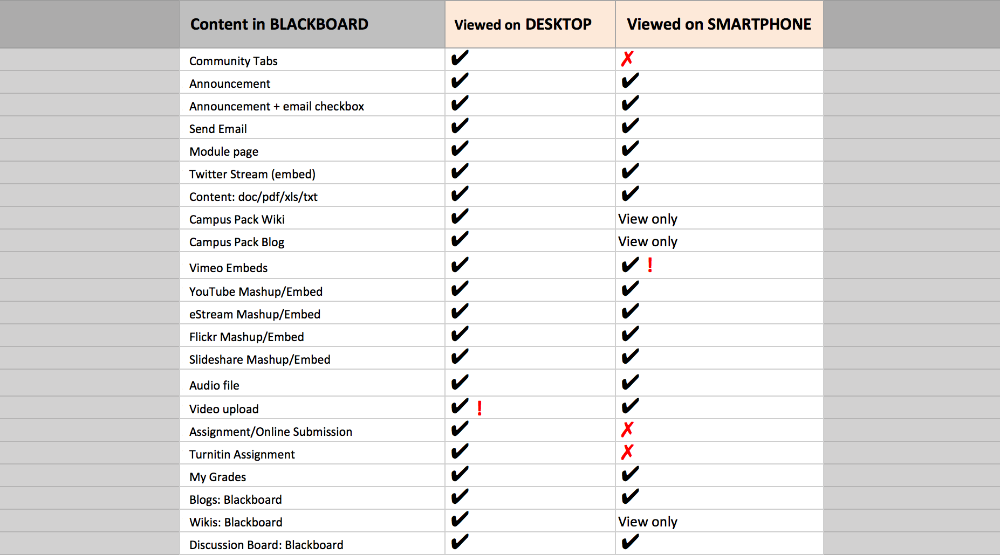 Content in BLACKBOARD Viewed on DESKTOP Viewed on SMARTPHONE
Community Tabs ✔ ✗
Announcement ✔ ✔
Announcement + email checkbox ✔ ✔
Send Email ✔ ✔
Module page ✔ ✔
Twitter Stream (embed) ✔ ✔
Content: doc/pdf/xls/txt ✔ ✔
Campus Pack Wiki ✔ View only
Campus Pack Blog ✔ View only
Vimeo Embeds ✔ ✔ !
YouTube Mashup/Embed ✔ ✔
eStream Mashup/Embed ✔ ✔
Flickr Mashup/Embed ✔ ✔
Slideshare Mashup/Embed ✔ ✔
Audio file ✔ ✔
Video upload ✔ ! ✔
Assignment/Online Submission ✔ ✗
Turnitin Assignment ✔ ✗
My Grades ✔ ✔
Blogs: Blackboard ✔ ✔
Wikis: Blackboard ✔ View only
Discussion Board: Blackboard ✔ ✔